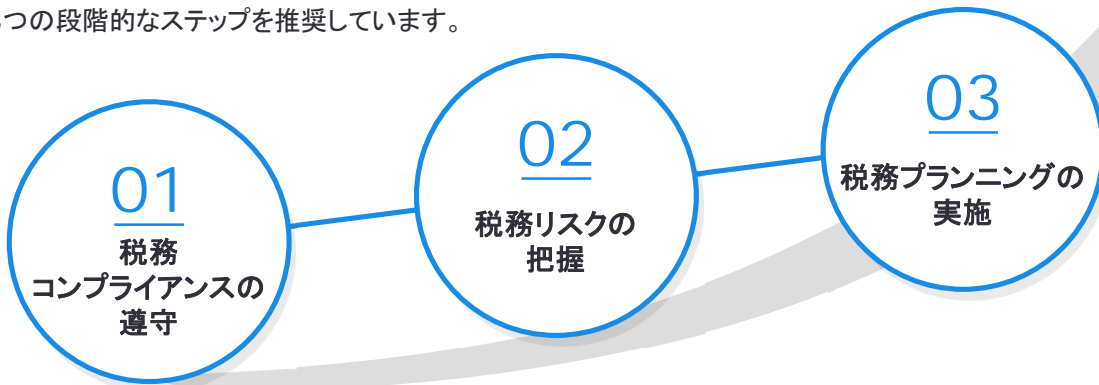 つの段階的なステップを推奨しています。
01
税務
コンプライアンスの
遵守
02
税務リスクの
把握
03
税務プランニングの
実施